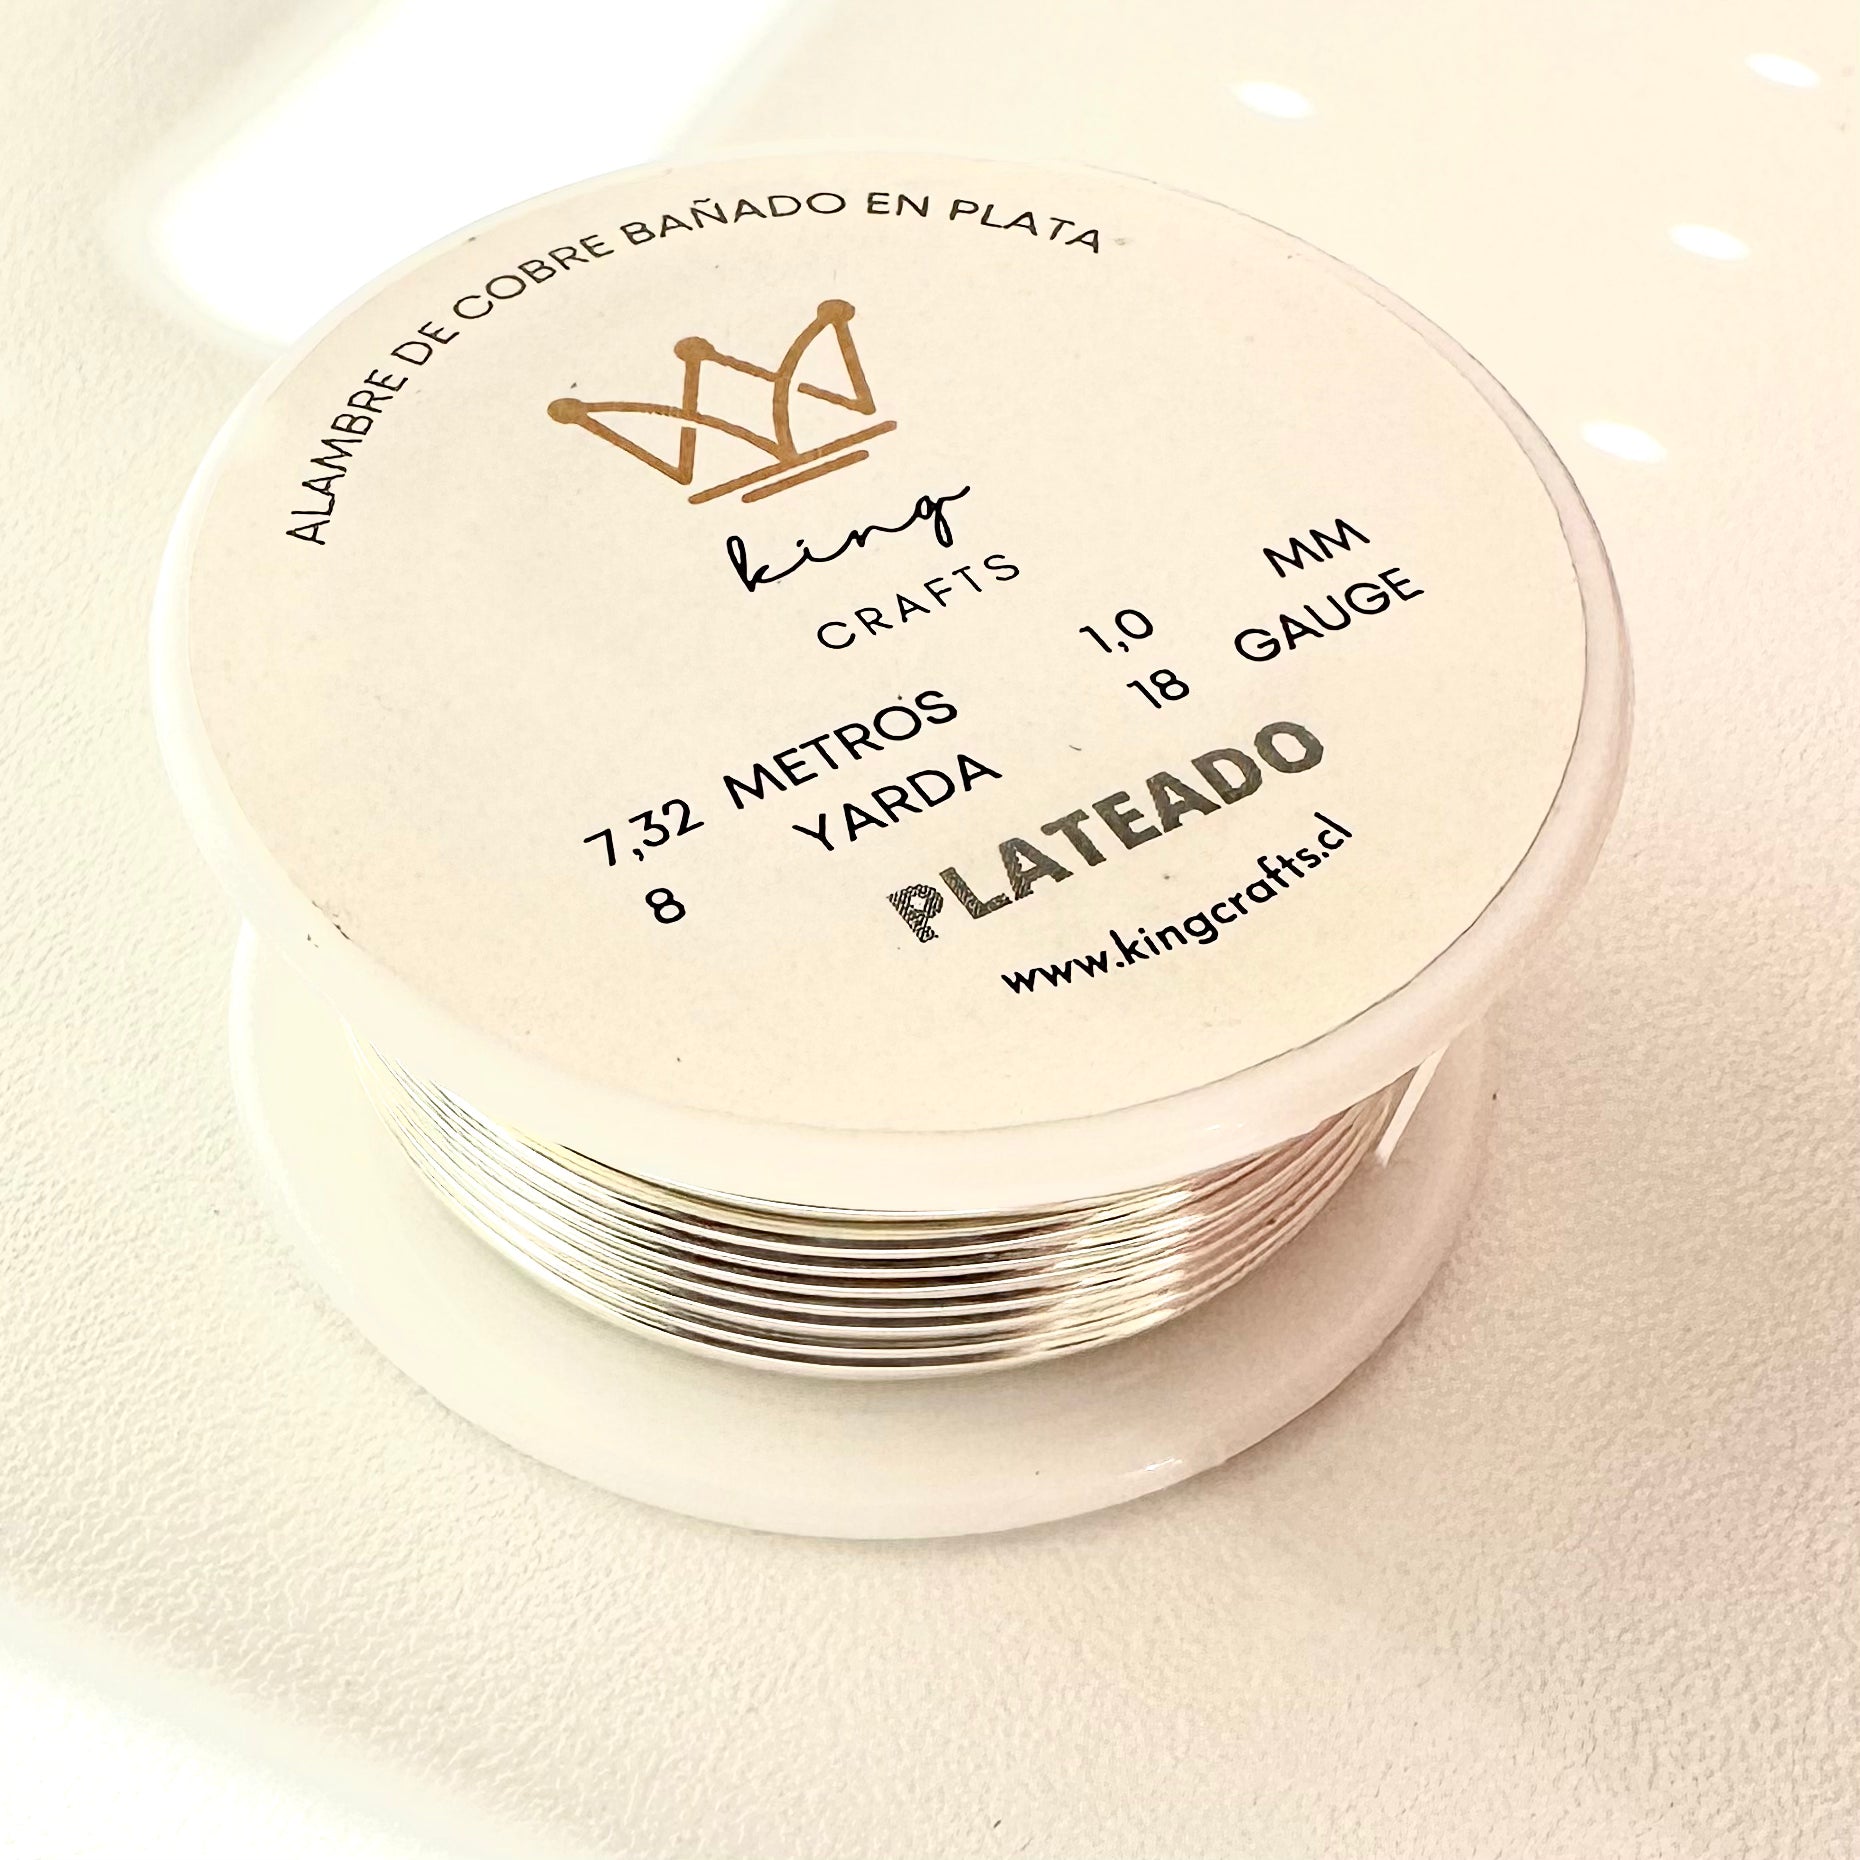 ALAMBRE DE COBRE BAÑADO EN PLATA
king
CRAFTS
7,32 METROS 1,0 MM
8 YARDA 18 GAUGE
PLATEADO
www.kingcrafts.cl